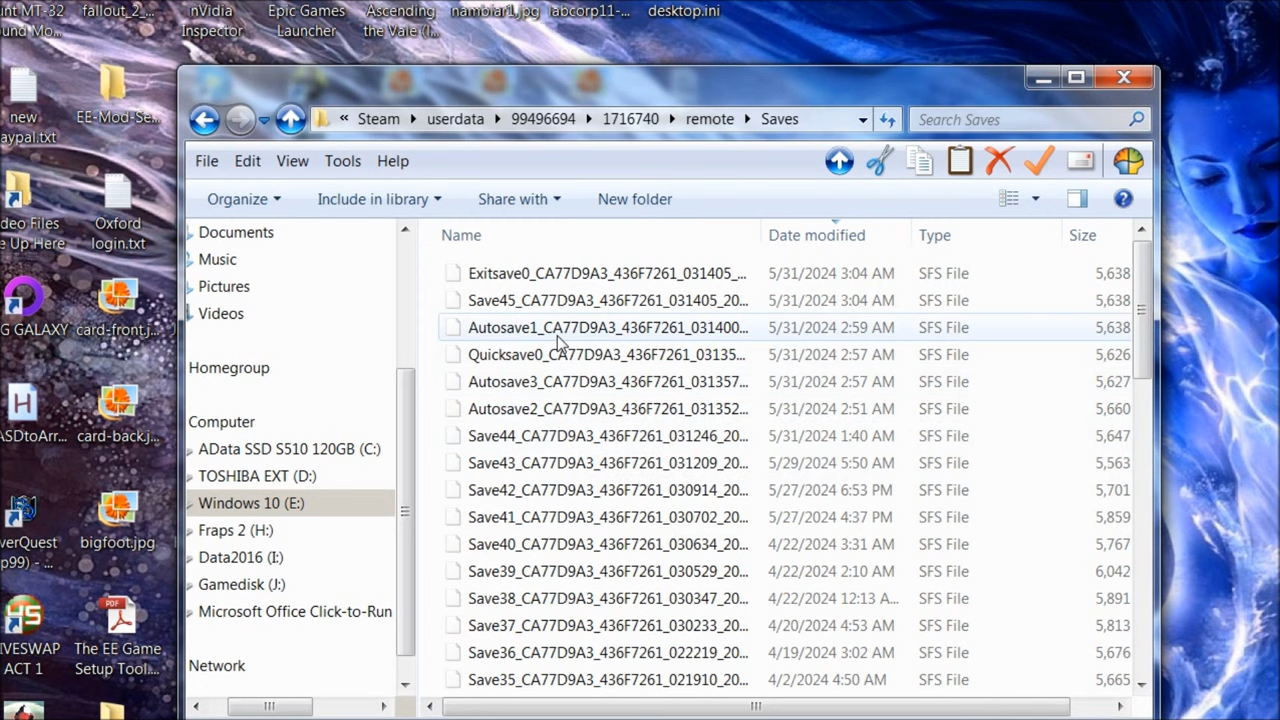 unt MT-32
ound Mo...
fallout_2_...
nVidia
Inspector
Epic Games
Launcher
Ascending
the Vale (I...
nambiar1.jpg
labcorp11-...
desktop.ini
new
paypal.txt
EE-Mod-Se...
deo Files
e Up Here
Oxford
login.txt
G GALAXY
card-front.j...
ASDtoArr...
card-back.j...
verQuest
p99) - ...
bigfoot.jpg
IVESWAP
ACT 1
The EE Game
Setup Tool....
« Steam userdata 99496694 1716740 remote Saves
Search Saves
File Edit View Tools Help
Organize Include in library Share with New folder
Documents
Music
Pictures
Videos
Homegroup
Computer
AData SSD S510 120GB (C:)
TOSHIBA EXT (D:)
Windows 10 (E:)
Fraps 2 (H:)
Data2016 (I:)
Gamedisk (J:)
Microsoft Office Click-to-Run
Network
Name Date modified Type Size
Exitsave0_CA77D9A3_436F7261_031405_... 5/31/2024 3:04 AM SFS File 5,638
Save45_CA77D9A3_436F7261_031405_20... 5/31/2024 3:04 AM SFS File 5,638
Autosave1_CA77D9A3_436F7261_031400... 5/31/2024 2:59 AM SFS File 5,638
Quicksave0_CA77D9A3_436F7261_03135... 5/31/2024 2:57 AM SFS File 5,626
Autosave3_CA77D9A3_436F7261_031357... 5/31/2024 2:57 AM SFS File 5,627
Autosave2_CA77D9A3_436F7261_031352... 5/31/2024 2:51 AM SFS File 5,660
Save44_CA77D9A3_436F7261_031246_20... 5/31/2024 1:40 AM SFS File 5,647
Save43_CA77D9A3_436F7261_031209_20... 5/29/2024 5:50 AM SFS File 5,563
Save42_CA77D9A3_436F7261_030914_20... 5/27/2024 6:53 PM SFS File 5,701
Save41_CA77D9A3_436F7261_030702_20... 5/27/2024 4:37 PM SFS File 5,859
Save40_CA77D9A3_436F7261_030634_20... 4/22/2024 3:31 AM SFS File 5,767
Save39_CA77D9A3_436F7261_030529_20... 4/22/2024 2:10 AM SFS File 6,042
Save38_CA77D9A3_436F7261_030347_20... 4/22/2024 12:13 A... SFS File 5,891
Save37_CA77D9A3_436F7261_030233_20... 4/20/2024 4:53 AM SFS File 5,813
Save36_CA77D9A3_436F7261_022219_20... 4/19/2024 3:02 AM SFS File 5,676
Save35_CA77D9A3_436F7261_021910_20... 4/2/2024 4:50 AM SFS File 5,665